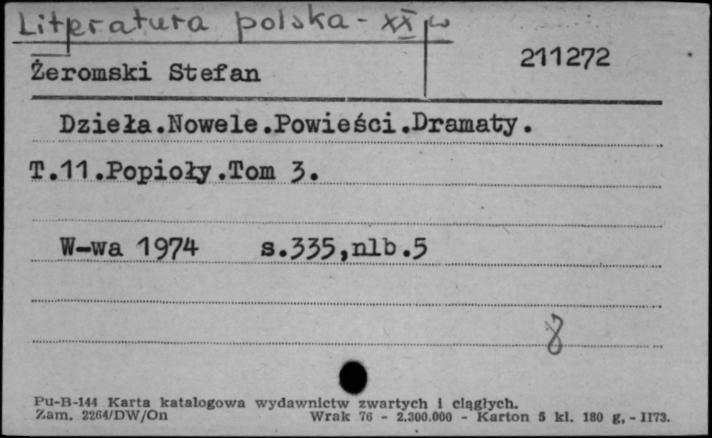 Literatura polska - XX w
Żeromski Stefan
211272
Dzieła.Nowele.Powieści.Dramaty.
T.11.Popioły.Tom 3.
W-wa 1974 s.335,nlb.5
8
Pu-B-144 Karta katalogowa wydawnictw zwartych i ciągłych.
Zam. 2264/DW/On Wrak 76 - 2.300.000 - Karton 5 kl. 180 g, - II73.